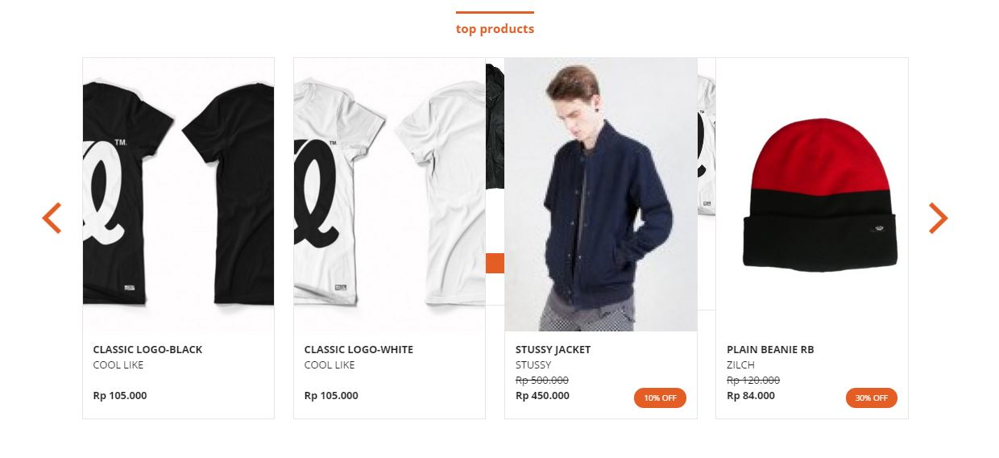 top products
TM.
TM.
CLASSIC LOGO-BLACK
COOL LIKE
Rp 105.000
CLASSIC LOGO-WHITE
COOL LIKE
Rp 105.000
STUSSY JACKET
STUSSY
Rp 500.000
Rp 450.000
10% OFF
PLAIN BEANIE RB
ZILCH
Rp 120.000
Rp 84.000
30% OFF